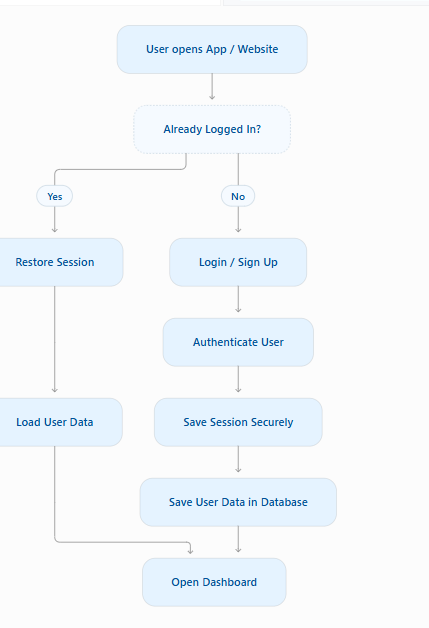 User opens App / Website
Already Logged In?
Yes
No
Restore Session
Login / Sign Up
Authenticate User
Load User Data
Save Session Securely
Save User Data in Database
Open Dashboard